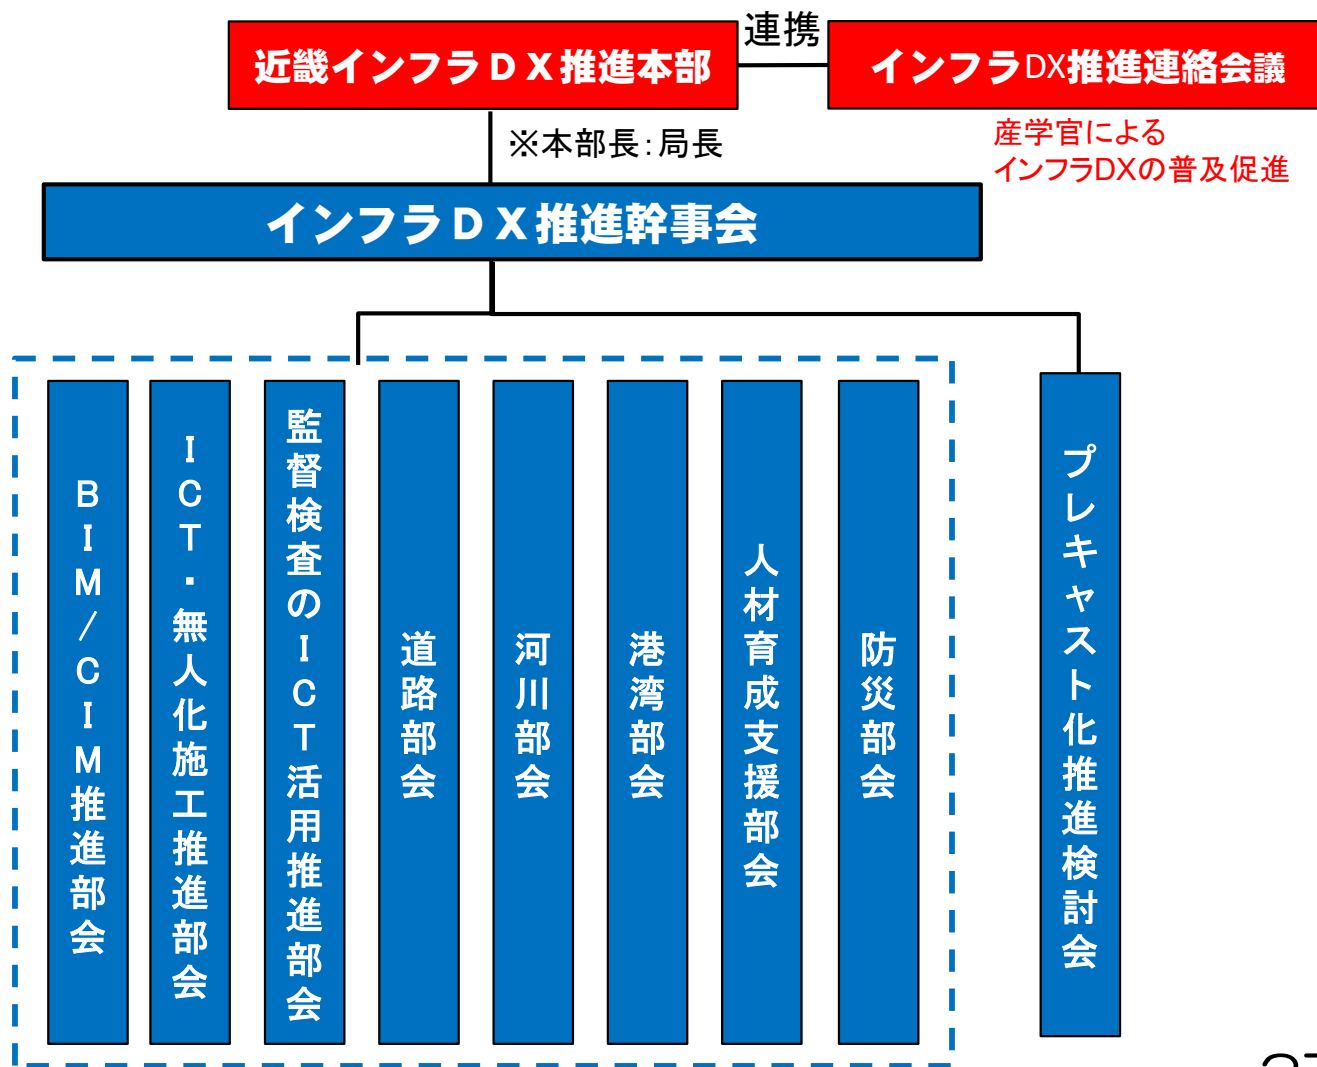 近畿インフラＤＸ推進本部
連携
インフラDX推進連絡会議
※本部長：局長
産学官による
インフラDXの普及促進
インフラＤＸ推進幹事会
ＢＩＭ／ＣＩＭ推進部会
ＩＣＴ・無人化施工推進部会
監督検査のＩＣＴ活用推進部会
道路部会
河川部会
港湾部会
人材育成支援部会
防災部会
プレキャスト化推進検討会